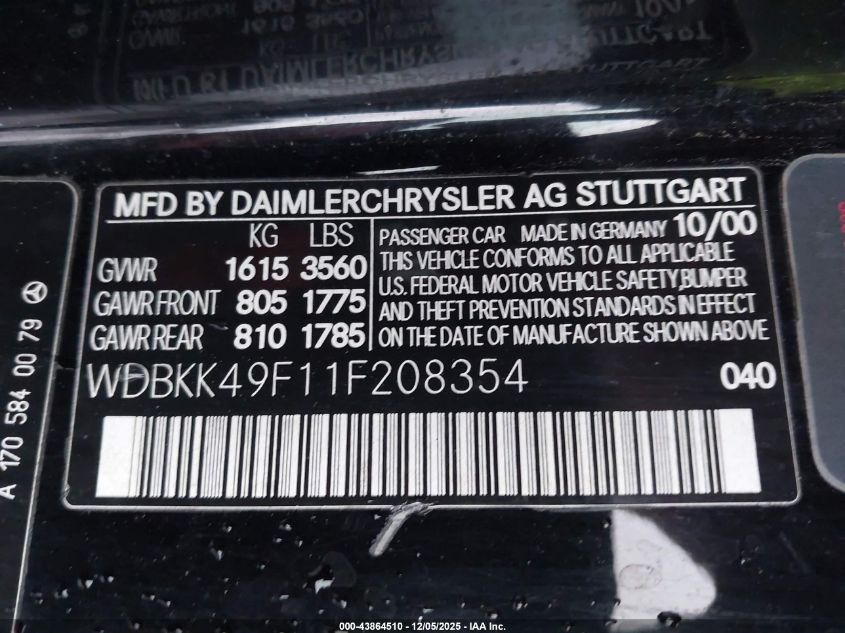 MFD BY DAIMLERCHRYSLER AG STUTTGART
KG LBS
GVWR 1615 3560
GAWR FRONT 805 1775
GAWR REAR 810 1785
PASSENGER CAR MADE IN GERMANY 10/00
THIS VEHICLE CONFORMS TO ALL APPLICABLE
U.S. FEDERAL MOTOR VEHICLE SAFETY, BUMPER
AND THEFT PREVENTION STANDARDS IN EFFECT
ON THE DATE OF MANUFACTURE SHOWN ABOVE
WDBKK49F11F208354 040
A 170 584 00 79
000-43864510 - 12/05/2025 - IAA Inc.